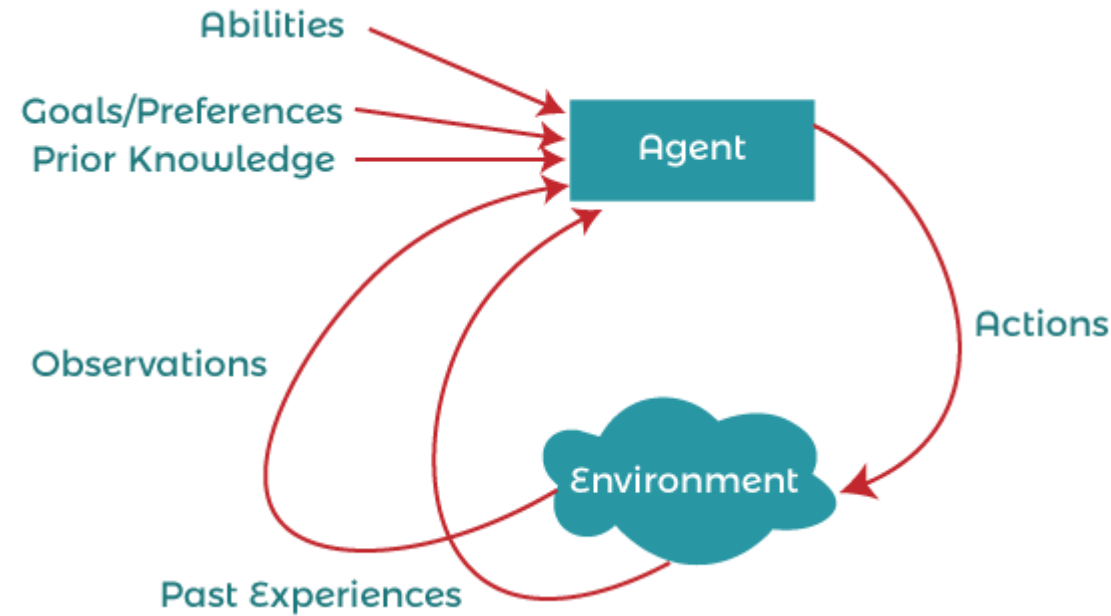 Abilities
Goals/Preferences
Prior Knowledge
Agent
Observations
Actions
Environment
Past Experiences